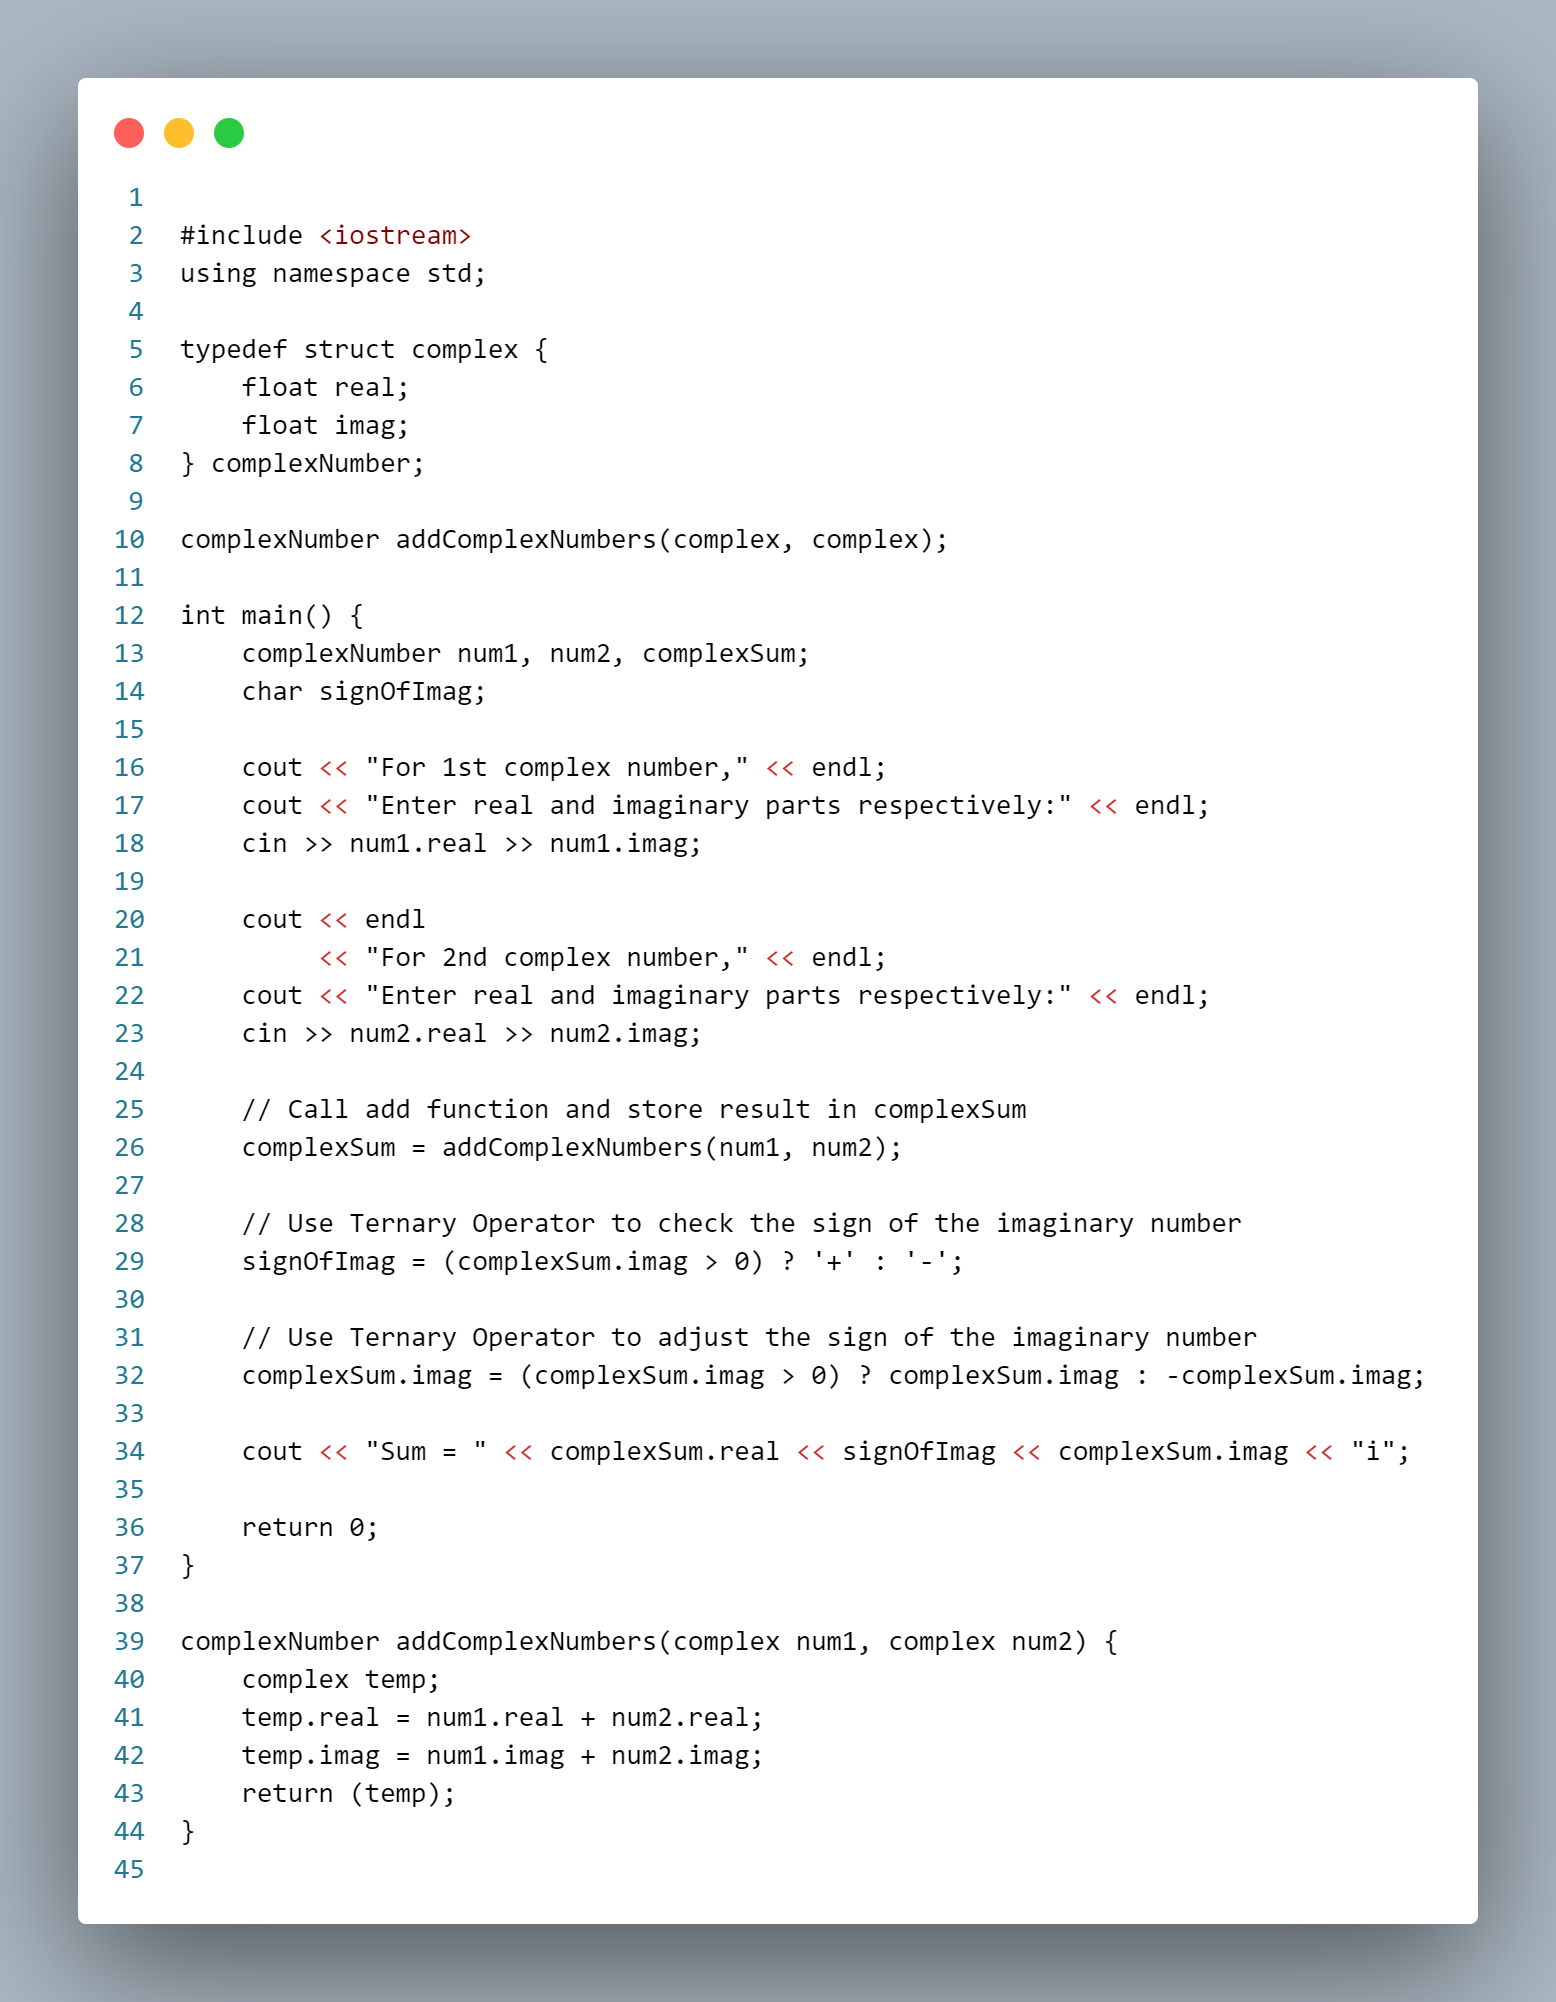 1
2 #include <iostream>
3 using namespace std;
4
5 typedef struct complex {
6     float real;
7     float imag;
8 } complexNumber;
9
10 complexNumber addComplexNumbers(complex, complex);
11
12 int main() {
13     complexNumber num1, num2, complexSum;
14     char signOfImag;
15
16     cout << "For 1st complex number," << endl;
17     cout << "Enter real and imaginary parts respectively:" << endl;
18     cin >> num1.real >> num1.imag;
19
20     cout << endl
21          << "For 2nd complex number," << endl;
22     cout << "Enter real and imaginary parts respectively:" << endl;
23     cin >> num2.real >> num2.imag;
24
25     // Call add function and store result in complexSum
26     complexSum = addComplexNumbers(num1, num2);
27
28     // Use Ternary Operator to check the sign of the imaginary number
29     signOfImag = (complexSum.imag > 0) ? '+' : '-';
30
31     // Use Ternary Operator to adjust the sign of the imaginary number
32     complexSum.imag = (complexSum.imag > 0) ? complexSum.imag : -complexSum.imag;
33
34     cout << "Sum = " << complexSum.real << signOfImag << complexSum.imag << "i";
35
36     return 0;
37 }
38
39 complexNumber addComplexNumbers(complex num1, complex num2) {
40     complex temp;
41     temp.real = num1.real + num2.real;
42     temp.imag = num1.imag + num2.imag;
43     return (temp);
44 }
45